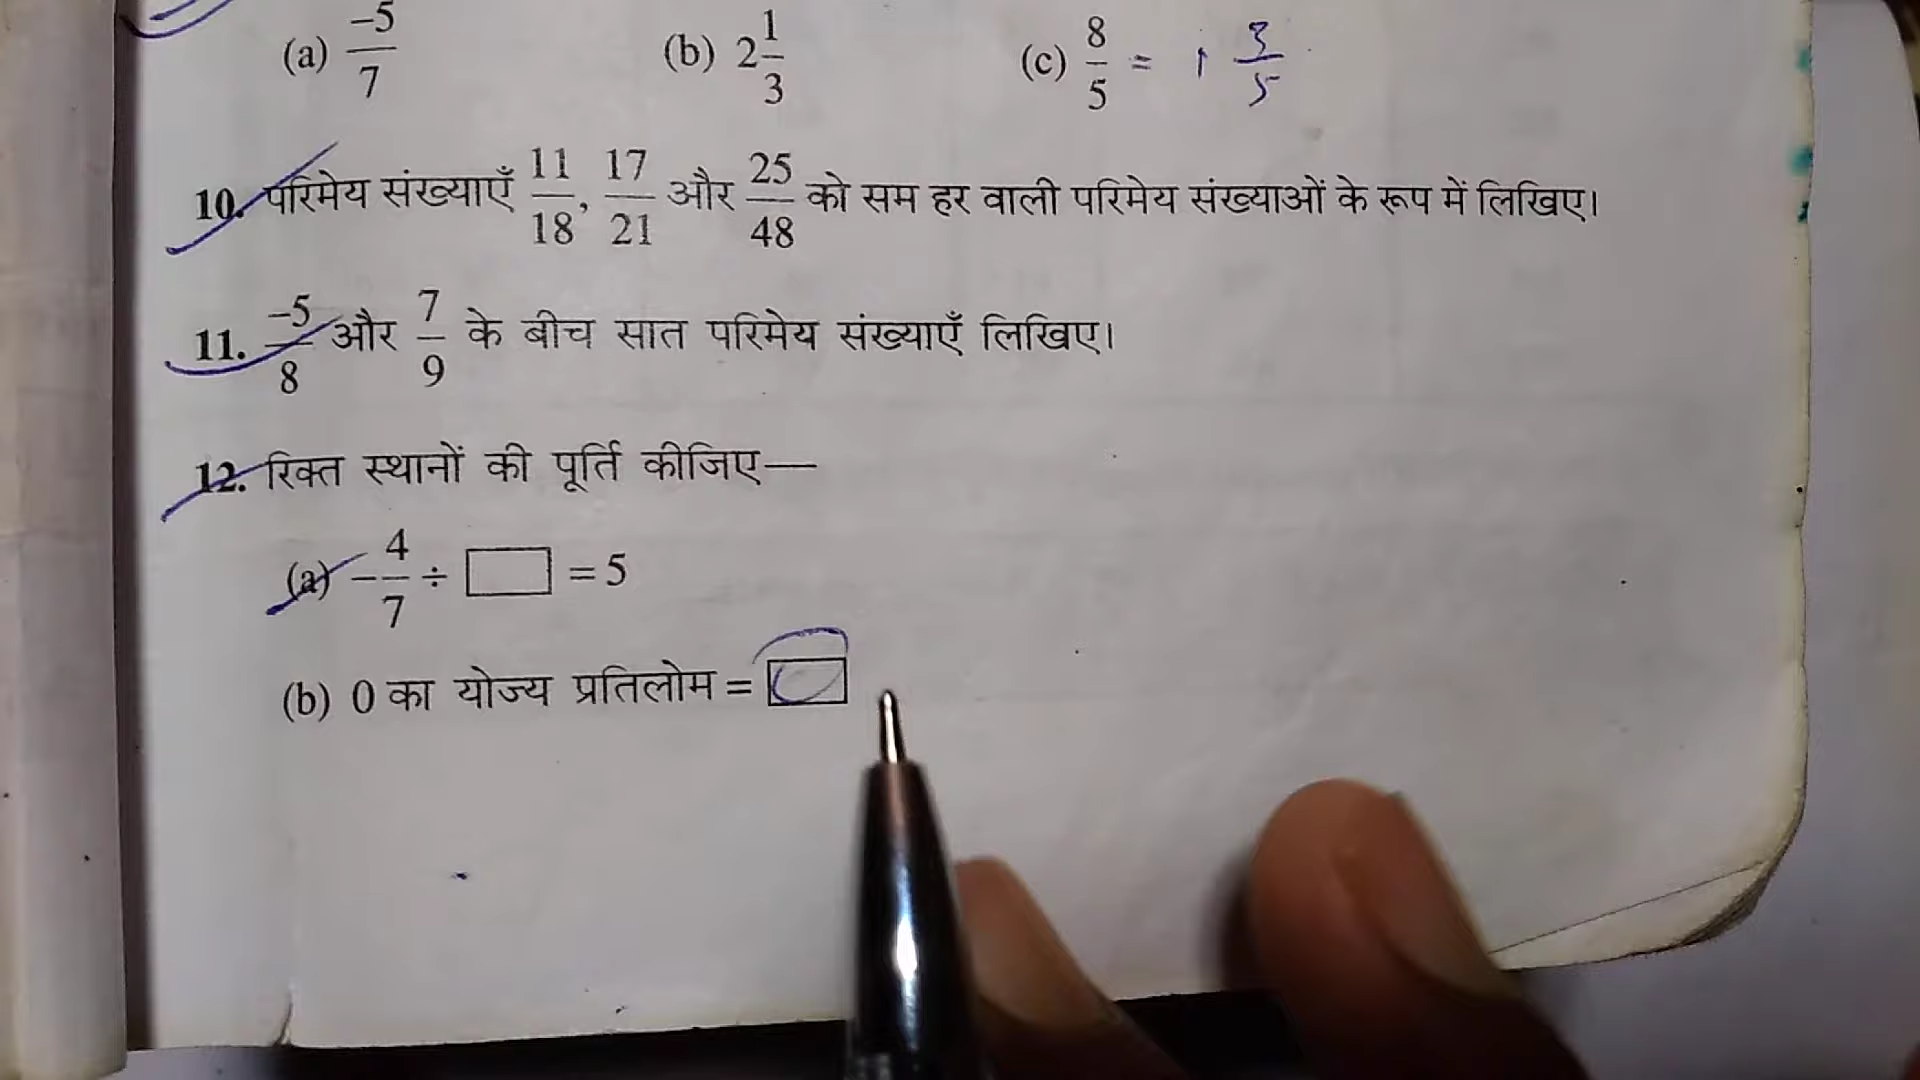 (a) -5/7 (b) 2 1/3 (c) 8/5 = 1 3/5
10. परिमेय संख्याएँ 11/18, 17/21 और 25/48 को सम हर वाली परिमेय संख्याओं के रूप में लिखिए।
11. -5/8 और 7/9 के बीच सात परिमेय संख्याएँ लिखिए।
12. रिक्त स्थानों की पूर्ति कीजिए—
(a) -4/7 ÷ □ = 5
(b) 0 का योज्य प्रतिलोम = □